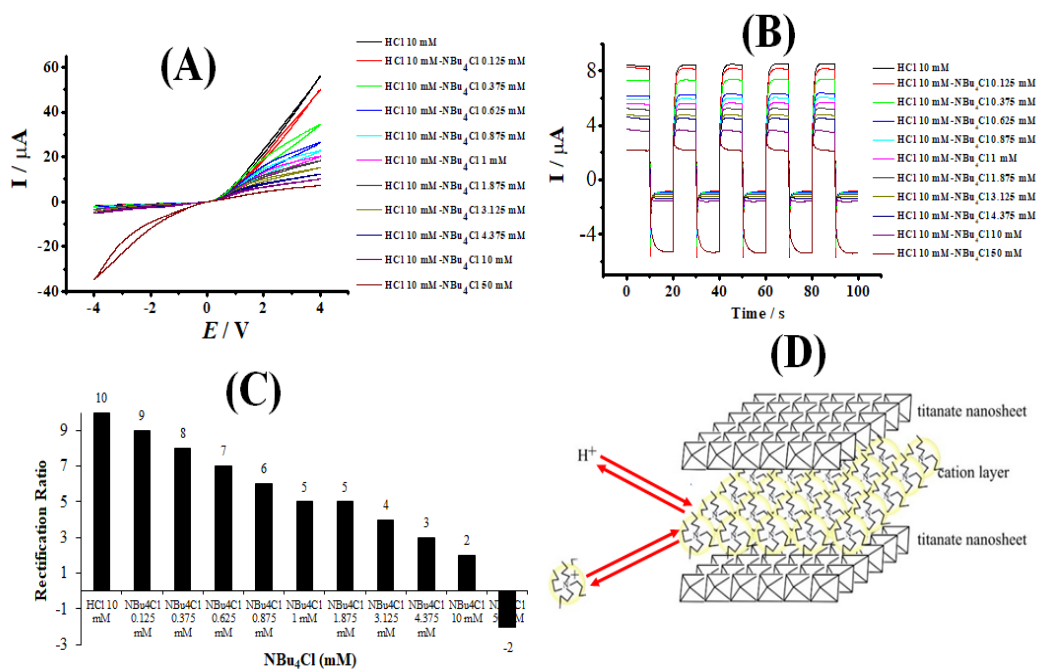 (A)
60
40
20
0
20
40
60
-4
-2
0
2
4
I / µA
E / V
HCl 10 mM
HCl 10 mM-NBu4Cl 0.125 mM
HCl 10 mM-NBu4Cl 0.375 mM
HCl 10 mM-NBu4Cl 0.625 mM
HCl 10 mM-NBu4Cl 0.875 mM
HCl 10 mM-NBu4Cl 1 mM
HCl 10 mM-NBu4Cl 1.875 mM
HCl 10 mM-NBu4Cl 3.125 mM
HCl 10 mM-NBu4Cl 4.375 mM
HCl 10 mM-NBu4Cl 10 mM
HCl 10 mM-NBu4Cl 50 mM
(B)
8
4
0
-4
0
20
40
60
80
100
I / µA
Time / s
HCl 10 mM
HCl 10 mM-NBu4Cl 0.125 mM
HCl 10 mM-NBu4Cl 0.375 mM
HCl 10 mM-NBu4Cl 0.625 mM
HCl 10 mM-NBu4Cl 0.875 mM
HCl 10 mM-NBu4Cl 1 mM
HCl 10 mM-NBu4Cl 1.875 mM
HCl 10 mM-NBu4Cl 3.125 mM
HCl 10 mM-NBu4Cl 4.375 mM
HCl 10 mM-NBu4Cl 10 mM
HCl 10 mM-NBu4Cl 50 mM
(C)
Rectification Ratio
9
7
5
3
1
-1
-3
10
9
8
7
6
5
5
4
3
2
-2
HCl 10 mM
NBu4Cl 0.125 mM
NBu4Cl 0.375 mM
NBu4Cl 0.625 mM
NBu4Cl 0.875 mM
NBu4Cl 1 mM
NBu4Cl 1.875 mM
NBu4Cl 3.125 mM
NBu4Cl 4.375 mM
NBu4Cl 10 mM
NBu4Cl (mM)
(D)
titanate nanosheet
H+
cation layer
titanate nanosheet
+